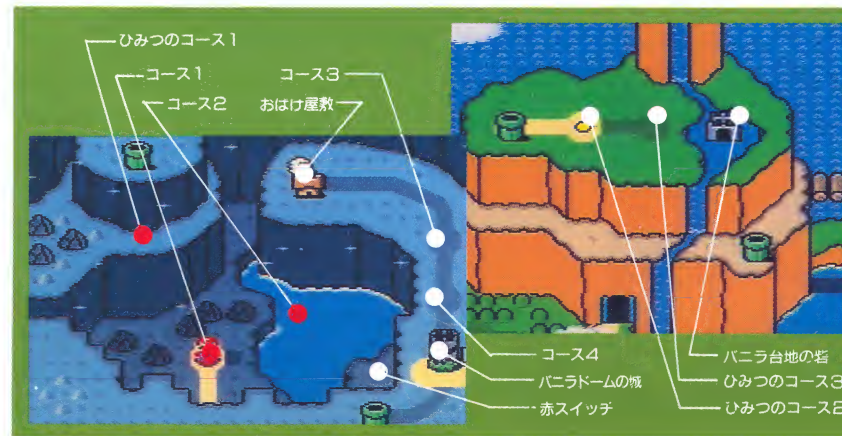 ひみつのコース1
コース1
コース2
コース3
おばけ屋敷
コース4
バニラドームの城
赤スイッチ
バニラ台地の砦
ひみつのコース3
ひみつのコース2